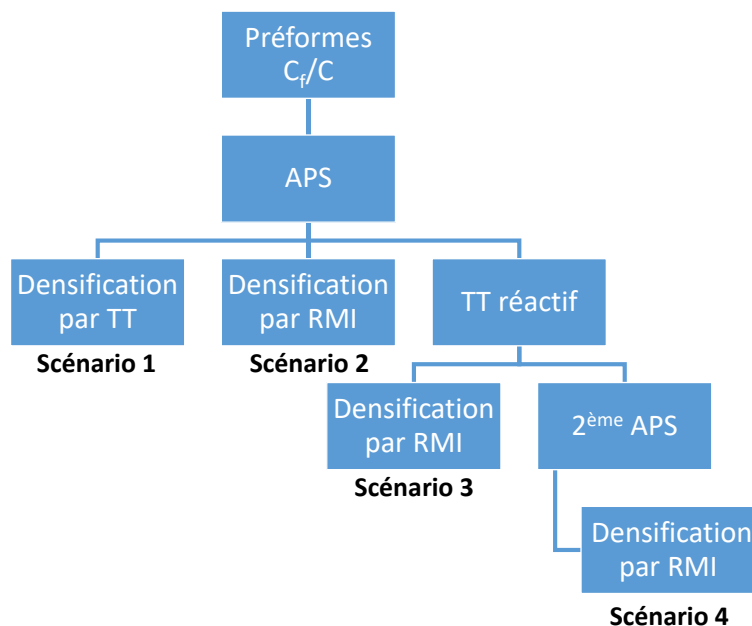 Préformes
Cf/C
APS
Densification
par TT
Densification
par RMI
TT réactif
Scénario 1
Scénario 2
Densification
par RMI
2ème APS
Scénario 3
Densification
par RMI
Scénario 4